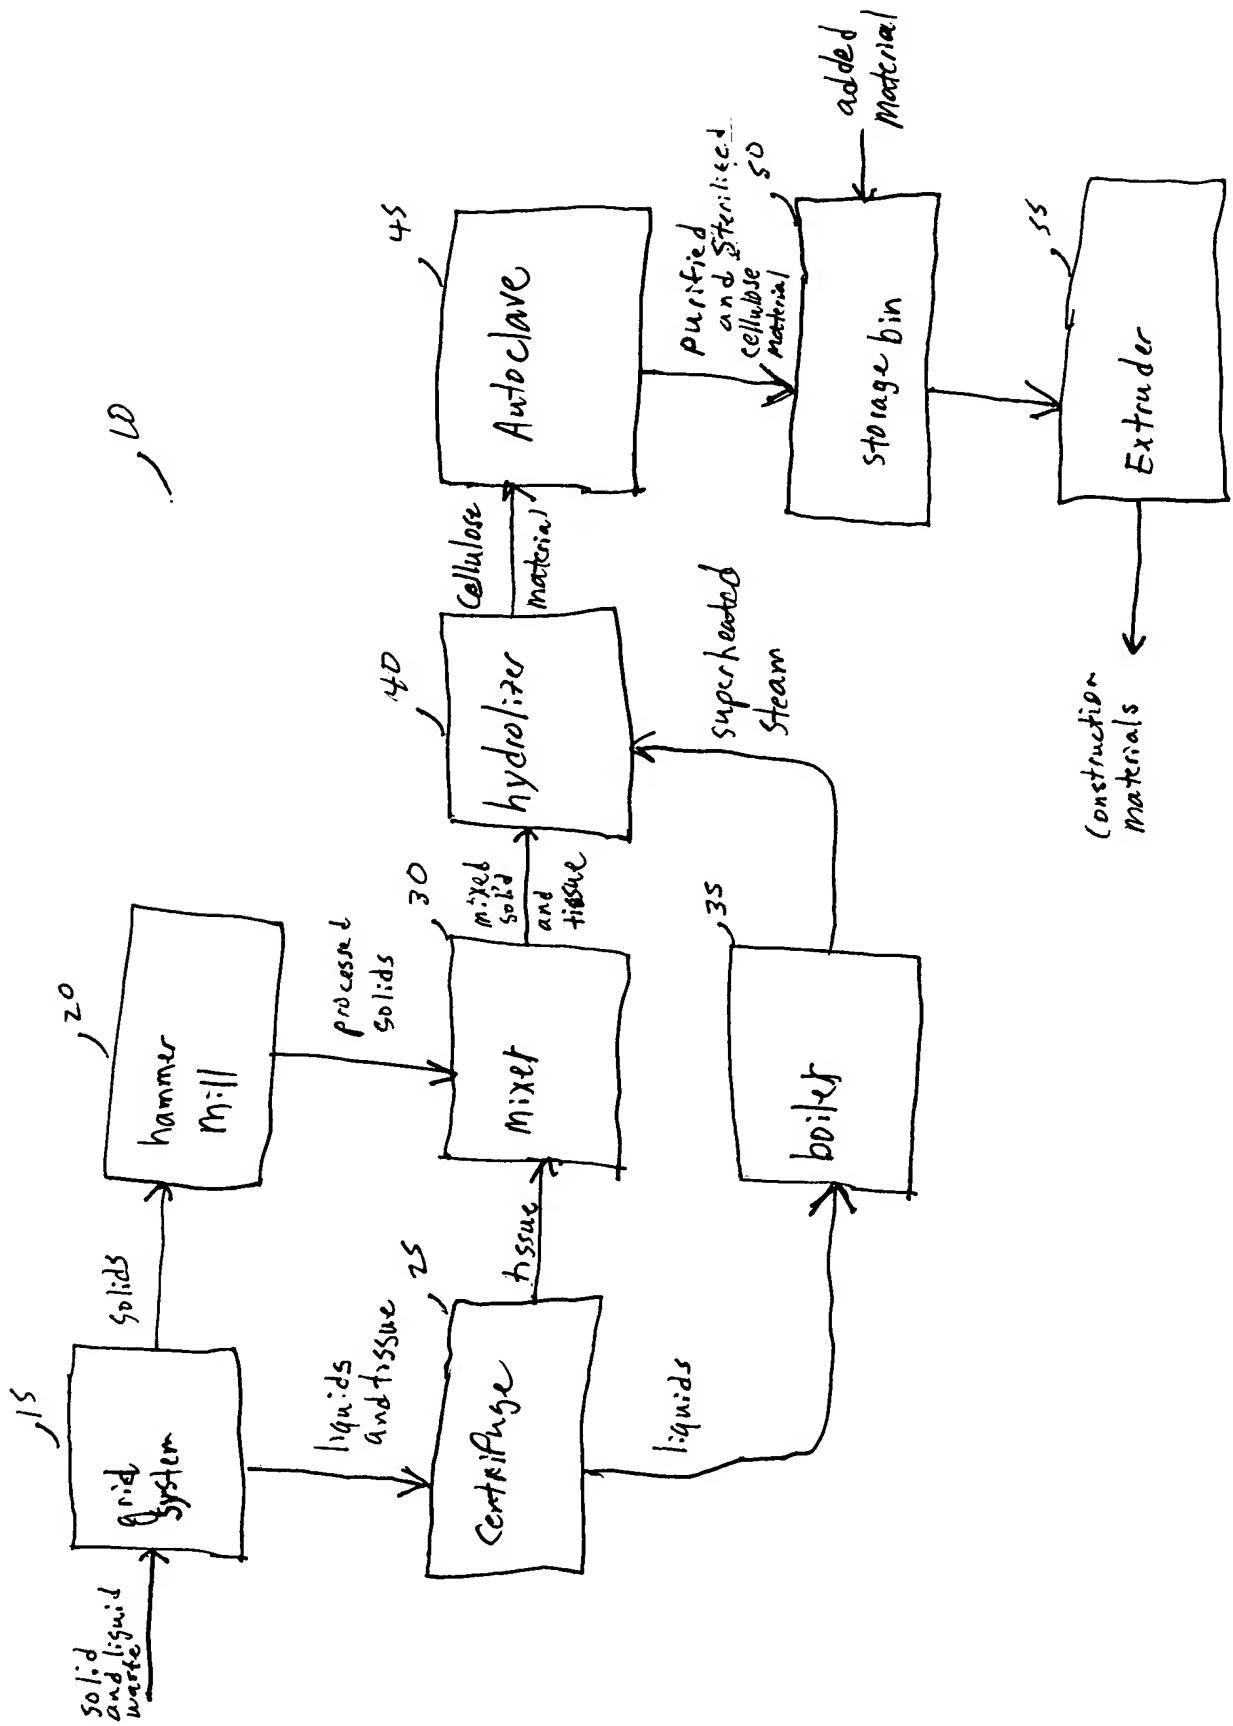 10
solid
and liquid
waste
15
grid
system
solids
20
hammer
mill
liquids
and tissue
processed
solids
25
Centrifuge
tissue
30
mixer
mixed
solid
and
tissue
40
hydrolizer
cellulose
material
45
Autoclave
liquids
35
boiler
superheated
steam
purified
and sterilized
cellulose
material
50
storage bin
added
material
55
Extruder
Construction
materials